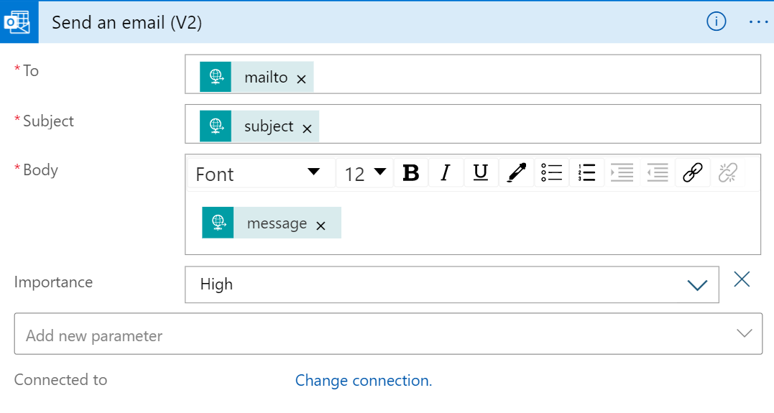 Send an email (V2)
* To
mailto ×
* Subject
subject ×
* Body
Font 12 B I U
message ×
Importance
High
Add new parameter
Connected to Change connection.